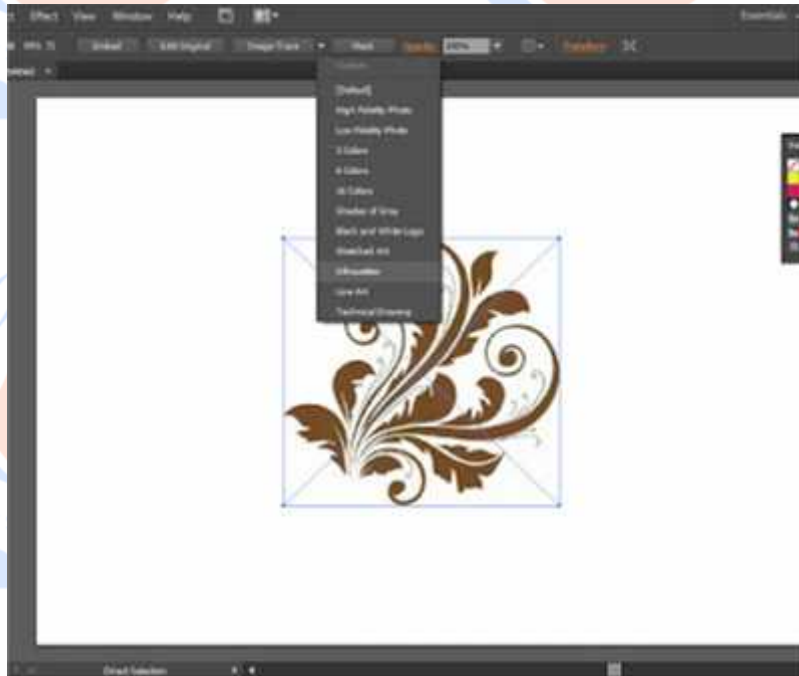 Effect View Window Help
Essentials
Embed Edit Original Image Trace Mask Opacity 100% Transform
[Default]
High Fidelity Photo
Low Fidelity Photo
3 Colors
6 Colors
16 Colors
Shades of Gray
Black and White Logo
Sketched Art
Silhouettes
Line Art
Technical Drawing
Direct Selection